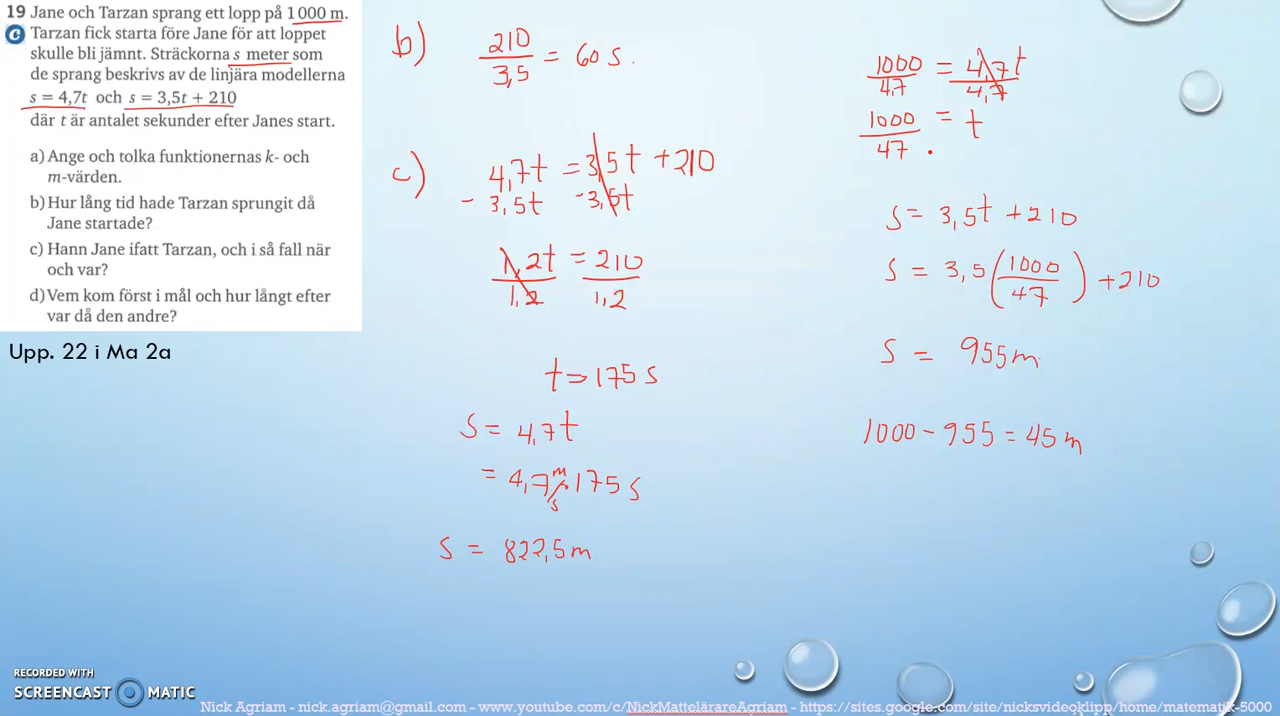 19 Jane och Tarzan sprang ett lopp på 1 000 m.
C Tarzan fick starta före Jane för att loppet
skulle bli jämnt. Sträckorna s meter som
de sprang beskrivs av de linjära modellerna
s = 4,7t och s = 3,5t + 210
där t är antalet sekunder efter Janes start.
a) Ange och tolka funktionernas k- och
m-värden.
b) Hur lång tid hade Tarzan sprungit då
Jane startade?
c) Hann Jane ifatt Tarzan, och i så fall när
och var?
d) Vem kom först i mål och hur långt efter
var då den andre?
Upp. 22 i Ma 2a
b) 210/3,5 = 60 s.
c) 4,7t = 3,5t + 210
- 3,5t -3,5t
1,2t/1,2 = 210/1,2
t = 175 s
s = 4,7t
= 4,7 m/s · 175 s
s = 822,5 m
1000/4,7 = 4,7t/4,7
1000/47 = t
s = 3,5t + 210
s = 3,5 (1000/47) + 210
s = 955 m
1000 - 955 = 45 m
RECORDED WITH
SCREENCAST MATIC
Nick Agriam - nick.agriam@gmail.com - www.youtube.com/c/NickMattelärareAgriam - https://sites.google.com/site/nicksvideoklipp/home/matematik-5000